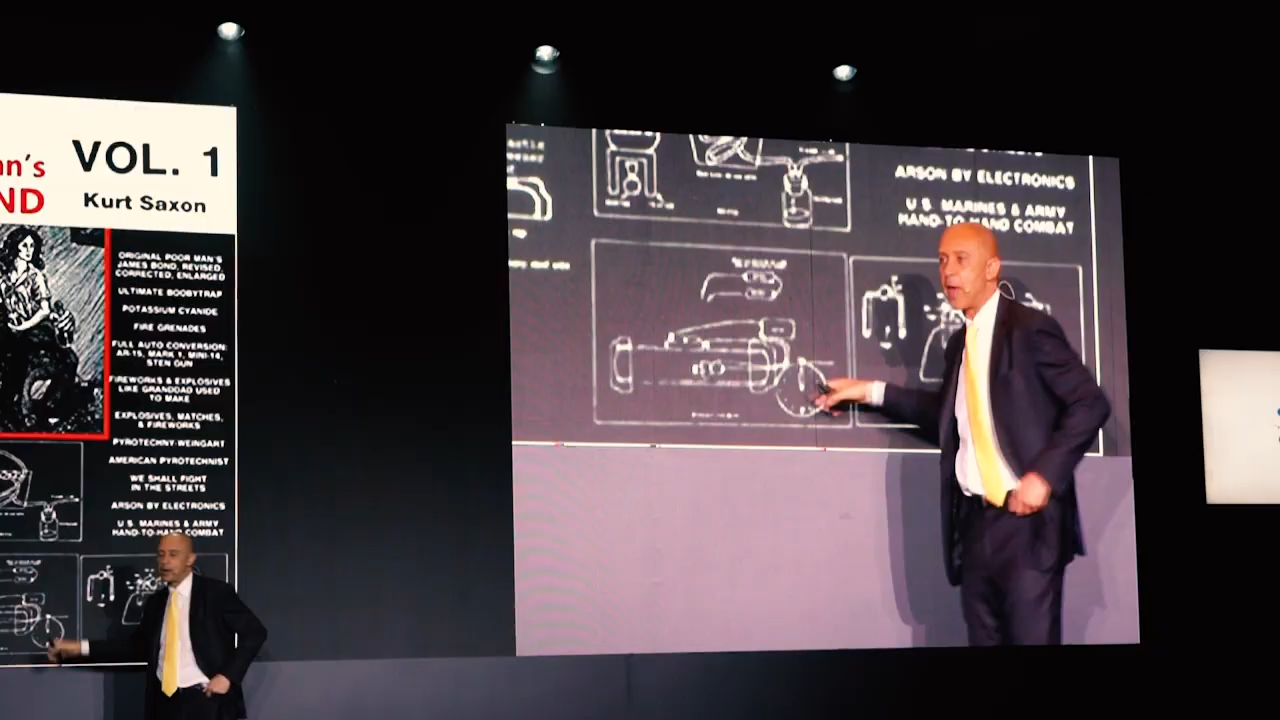 an's
ND
VOL. 1
Kurt Saxon
ORIGINAL POOR MAN'S
JAMES BOND, REVISED,
CORRECTED, ENLARGED
ULTIMATE BOOBYTRAP
POTASSIUM CYANIDE
FIRE GRENADES
FULL AUTO CONVERSION:
AR-15, MARK 1, MINI-14,
STEN GUN
FIREWORKS & EXPLOSIVES
LIKE GRANDDAD USED
TO MAKE
EXPLOSIVES, MATCHES,
& FIREWORKS
PYROTECHNY-WEINGART
AMERICAN PYROTECHNIST
WE SHALL FIGHT
IN THE STREETS
ARSON BY ELECTRONICS
U.S. MARINES & ARMY
HAND-TO-HAND COMBAT
ARSON BY ELECTRONICS
U.S. MARINES & ARMY
HAND-TO-HAND COMBAT